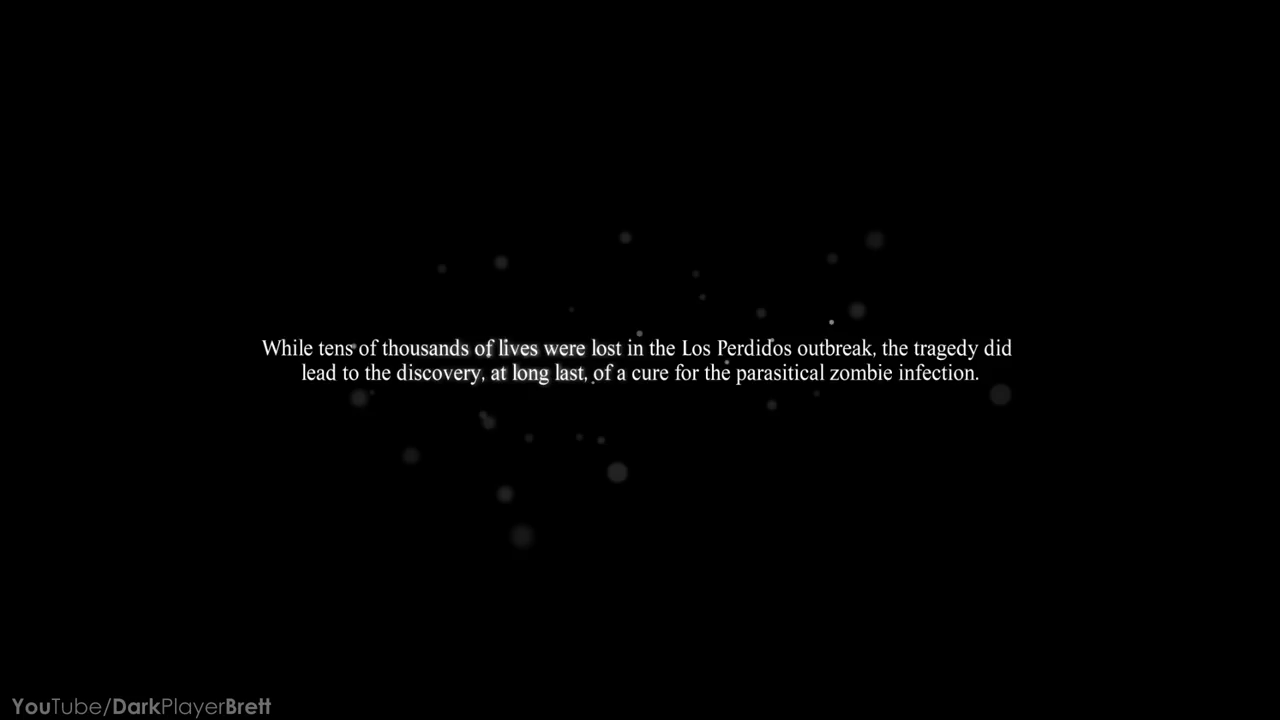 While tens of thousands of lives were lost in the Los Perdidos outbreak, the tragedy did
lead to the discovery, at long last, of a cure for the parasitical zombie infection.
YouTube/DarkPlayerBrett